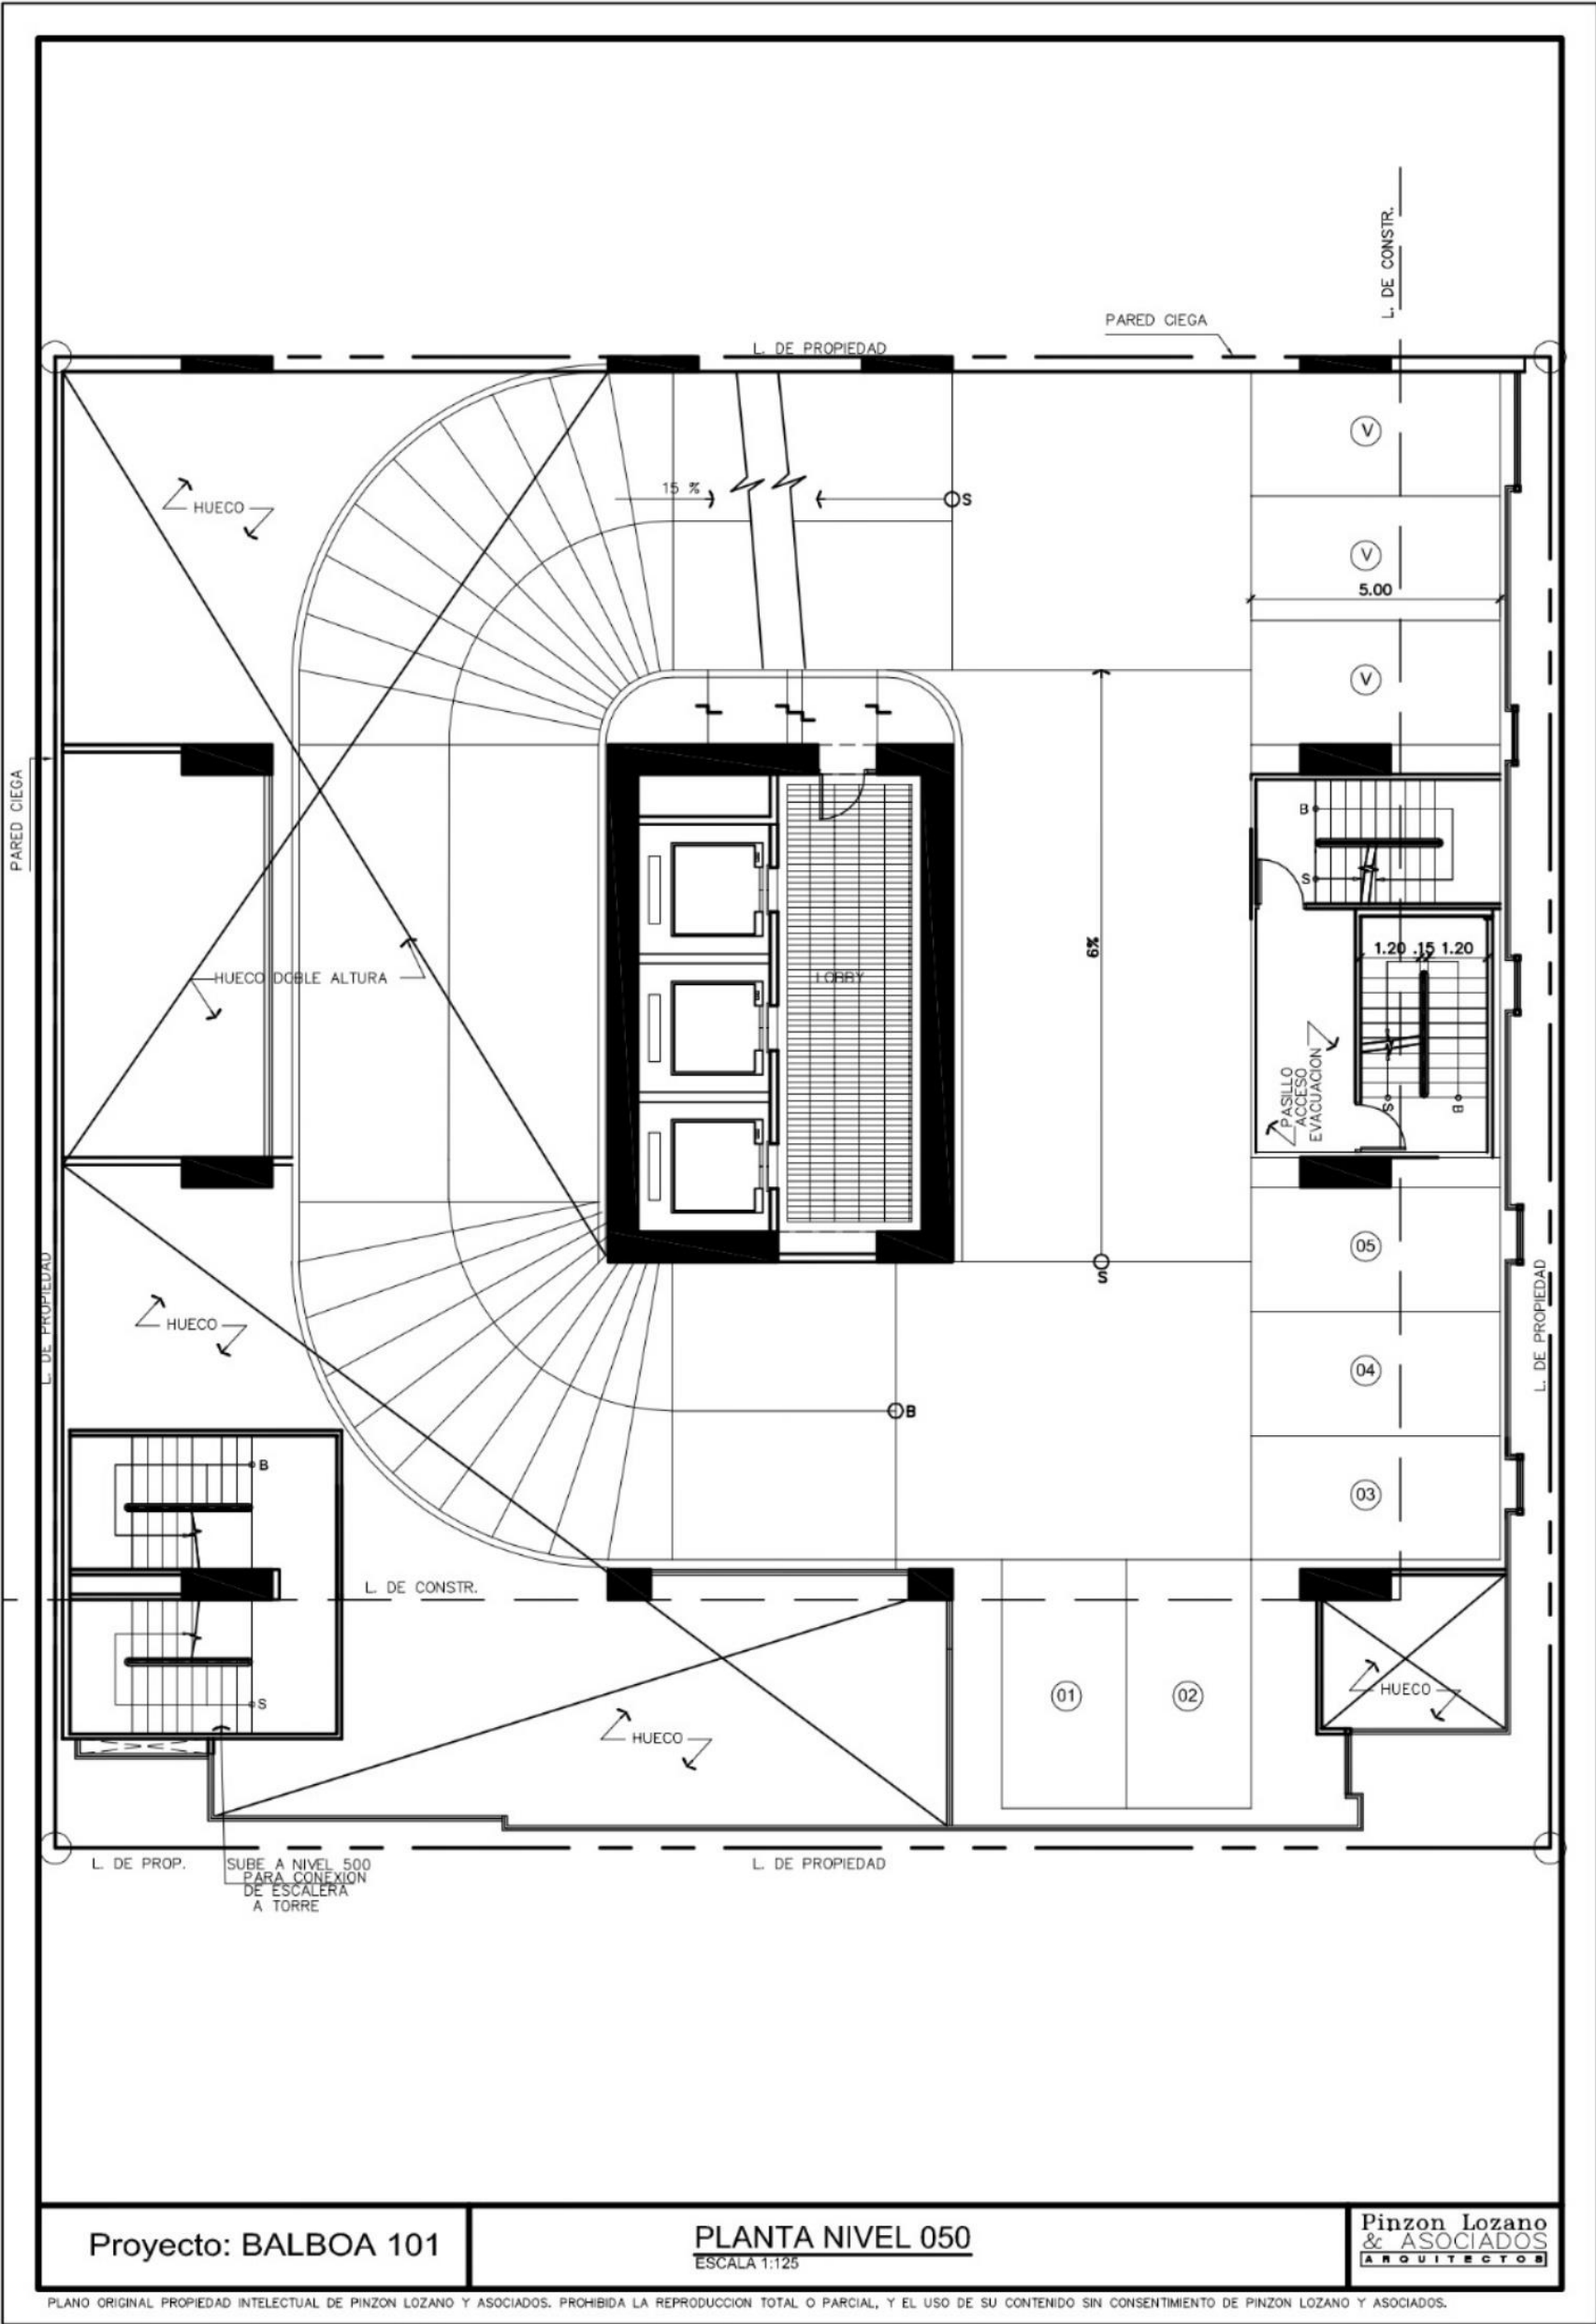 L. DE CONSTR.
PARED CIEGA
L. DE PROPIEDAD
V
HUECO
15 %
S
V
5.00
V
PARED CIEGA
B
S
6%
1.20 .15 1.20
HUECO DOBLE ALTURA
LOBBY
PASILLO
ACCESO
EVACUACION
S
B
05
S
L. DE PROPIEDAD
L. DE PROPIEDAD
HUECO
04
B
B
03
L. DE CONSTR.
S
01
02
HUECO
HUECO
L. DE PROP.
SUBE A NIVEL 500
PARA CONEXION
DE ESCALERA
A TORRE
L. DE PROPIEDAD
Proyecto: BALBOA 101
PLANTA NIVEL 050
ESCALA 1:125
Pinzon Lozano
& ASOCIADOS
ARQUITECTOS
PLANO ORIGINAL PROPIEDAD INTELECTUAL DE PINZON LOZANO Y ASOCIADOS. PROHIBIDA LA REPRODUCCION TOTAL O PARCIAL, Y EL USO DE SU CONTENIDO SIN CONSENTIMIENTO DE PINZON LOZANO Y ASOCIADOS.